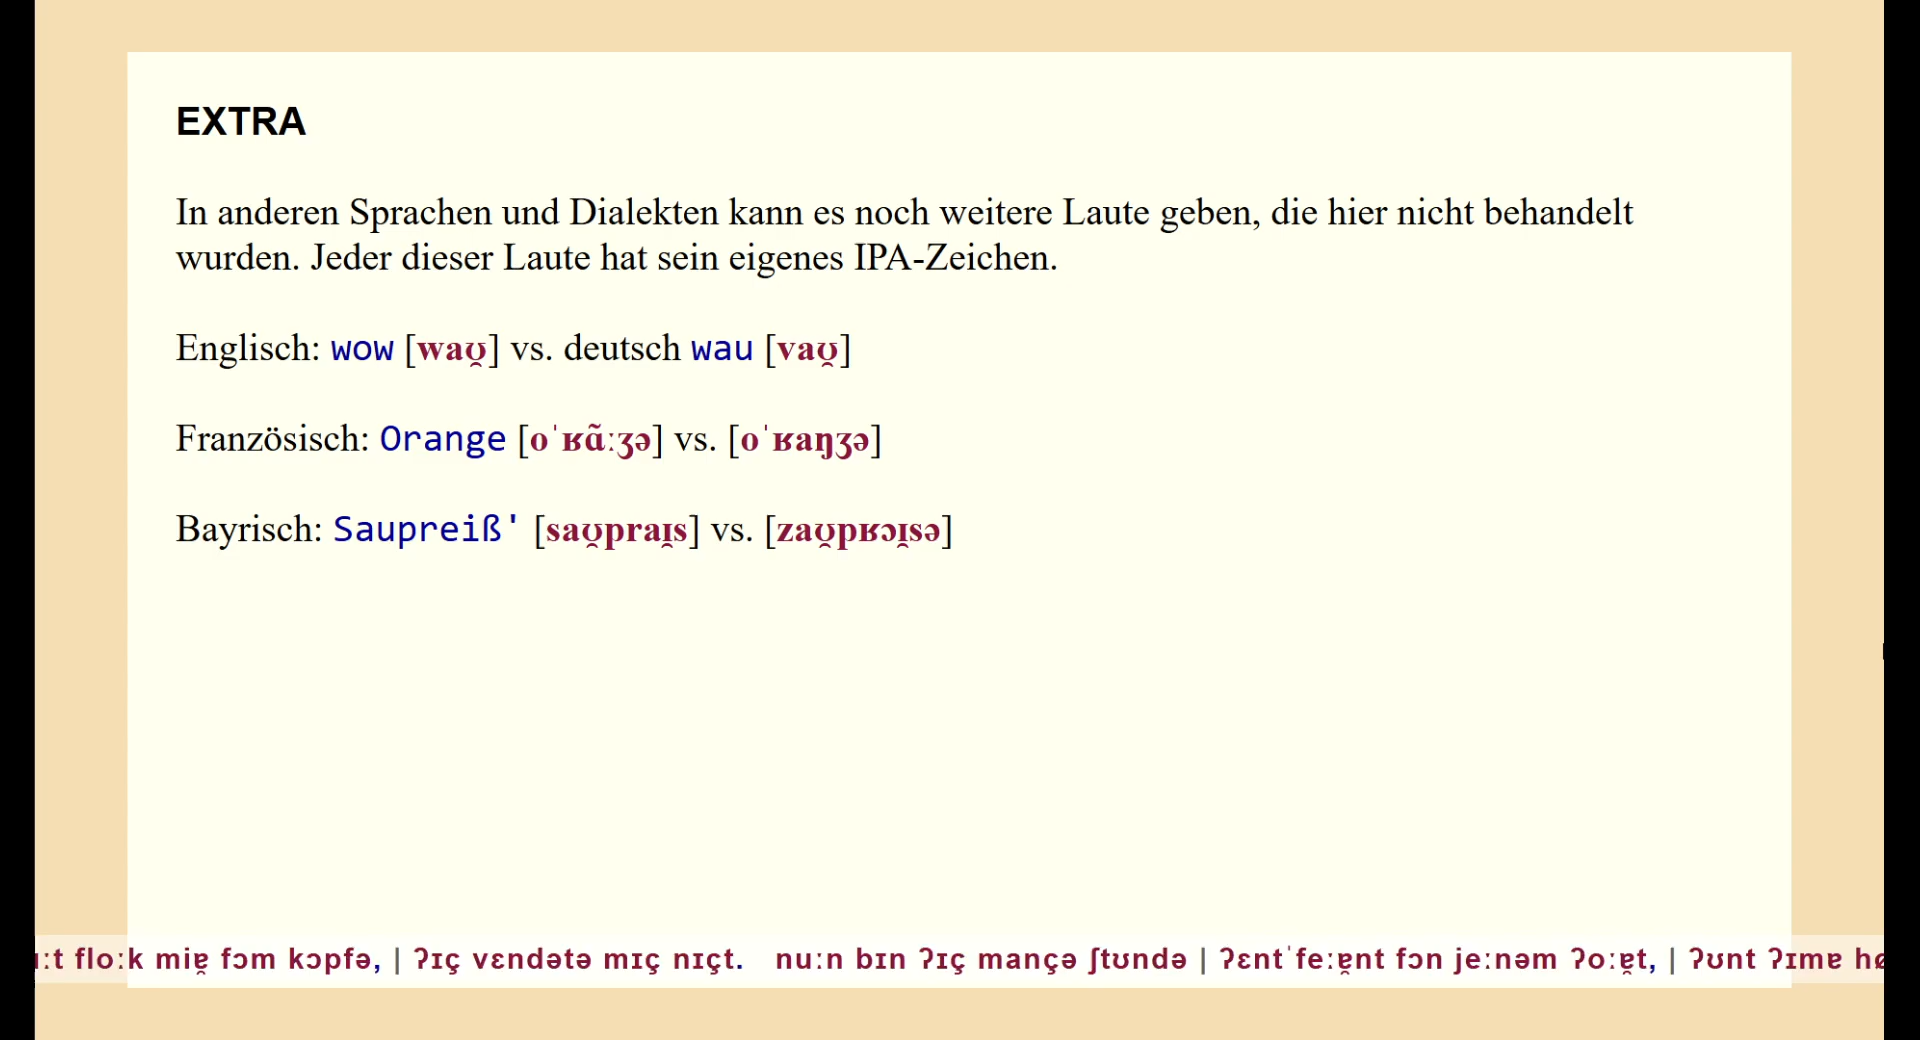 EXTRA
In anderen Sprachen und Dialekten kann es noch weitere Laute geben, die hier nicht behandelt
wurden. Jeder dieser Laute hat sein eigenes IPA-Zeichen.
Englisch: wow [waʊ̯] vs. deutsch wau [vaʊ̯]
Französisch: Orange [oˈʁɑ̃ːʒə] vs. [oˈʁaŋʒə]
Bayrisch: Saupreiß' [saʊ̯praɪ̯s] vs. [zaʊ̯pʁɔɪ̯sə]
floːk miɐ̯ fɔm kɔpfə, | ʔɪç vɛndətə mɪç nɪçt. nuːn bɪn ʔɪç mançə ʃtʊndə | ʔɛntˈfeːɐ̯nt fɔn jeːnəm ʔoːɐ̯t, | ʔʊnt ʔɪmɐ